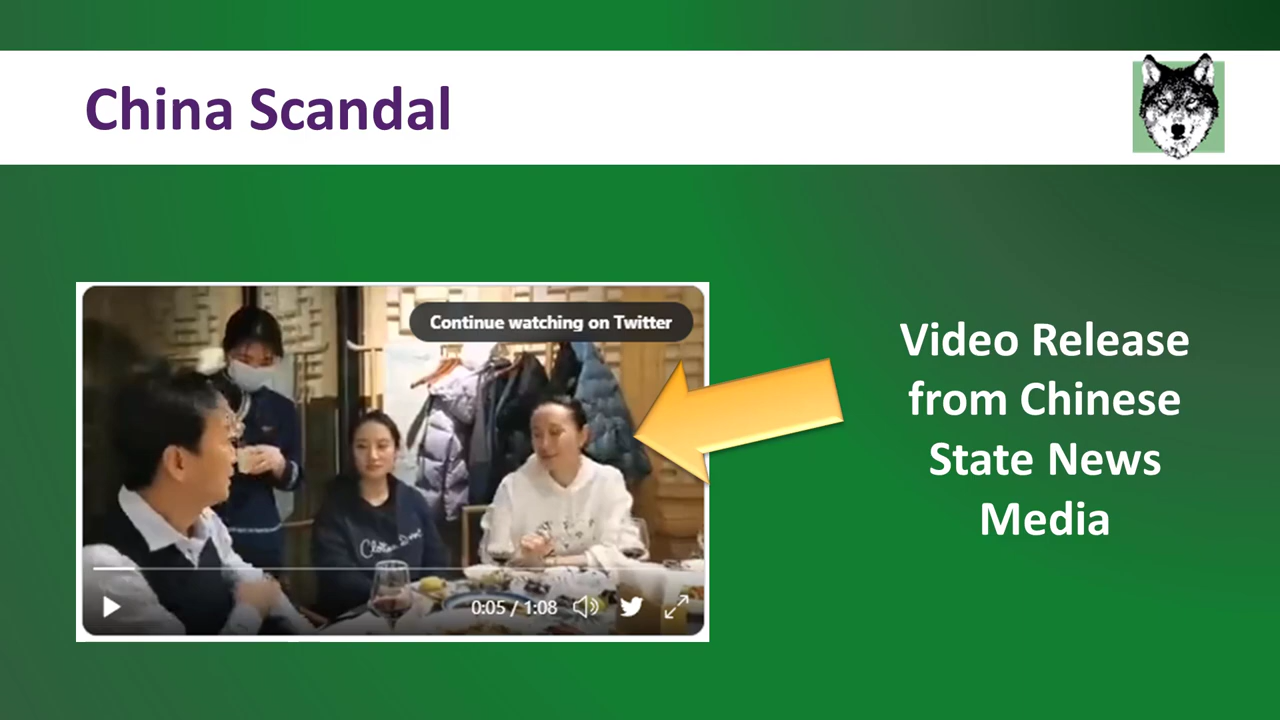 China Scandal
Continue watching on Twitter
Video Release
from Chinese
State News
Media
0:05 / 1:08